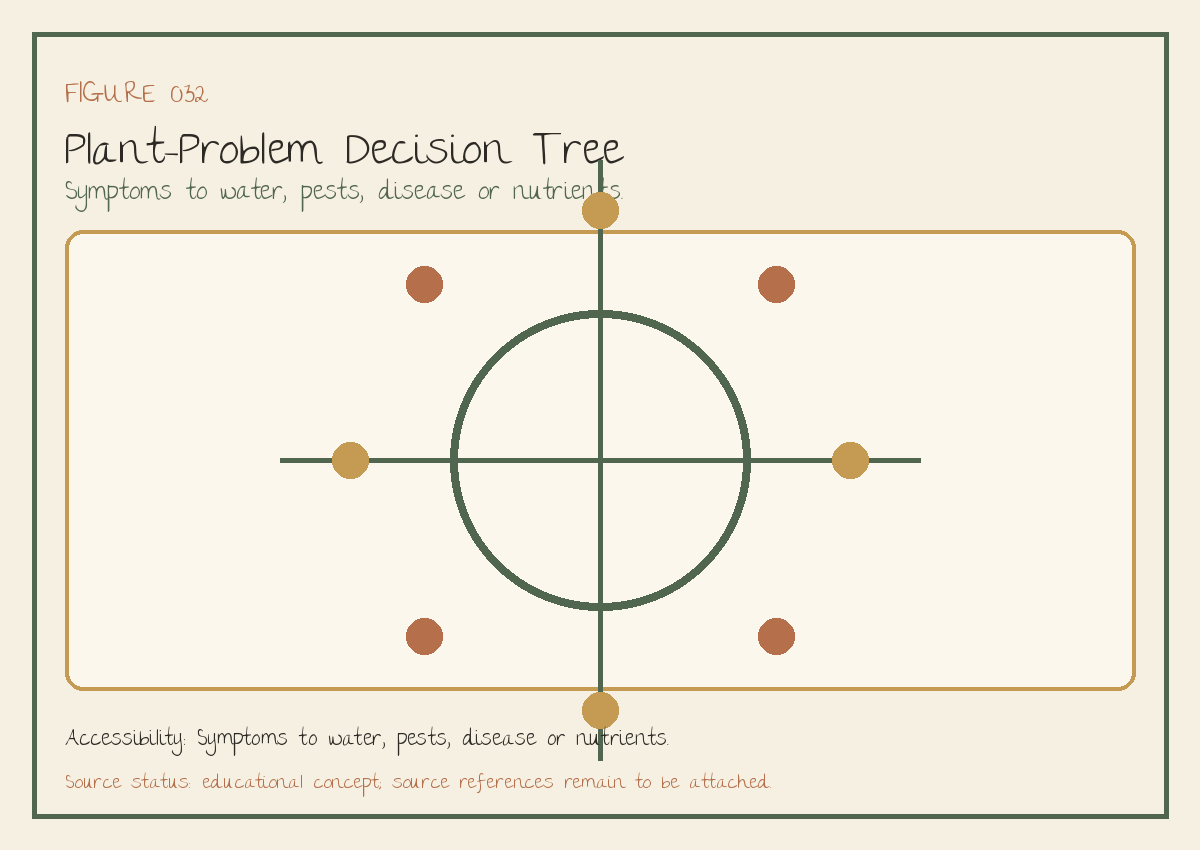 FIGURE 032
Plant-Problem Decision Tree
Symptoms to water, pests, disease or nutrients.
Accessibility: Symptoms to water, pests, disease or nutrients.
Source status: educational concept; source references remain to be attached.